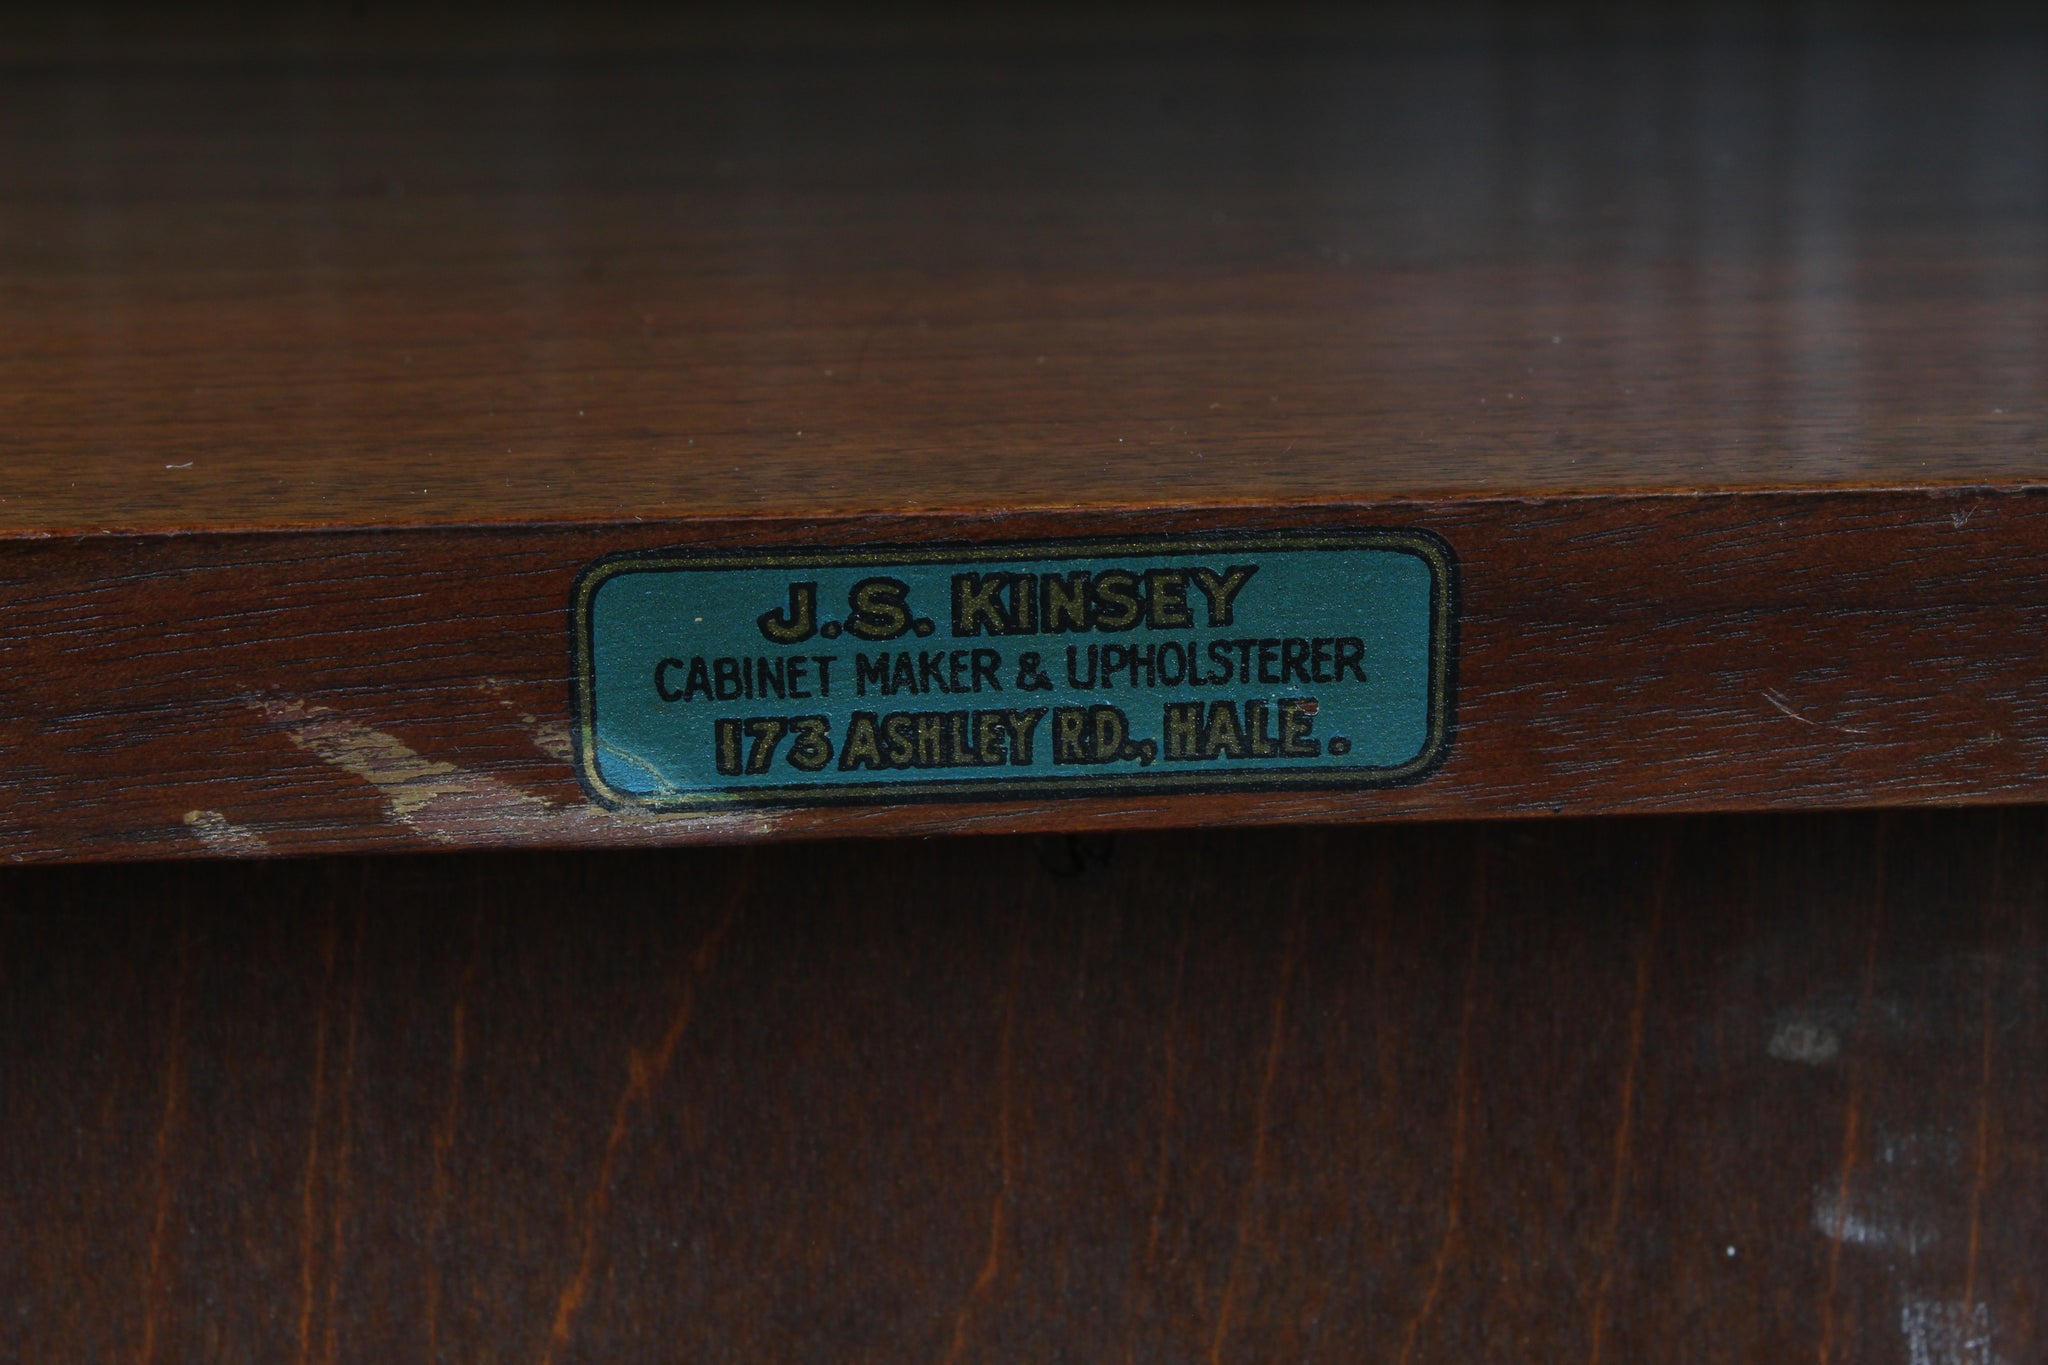 J.S. KINSEY
CABINET MAKER & UPHOLSTERER
173 ASHLEY RD., HALE.